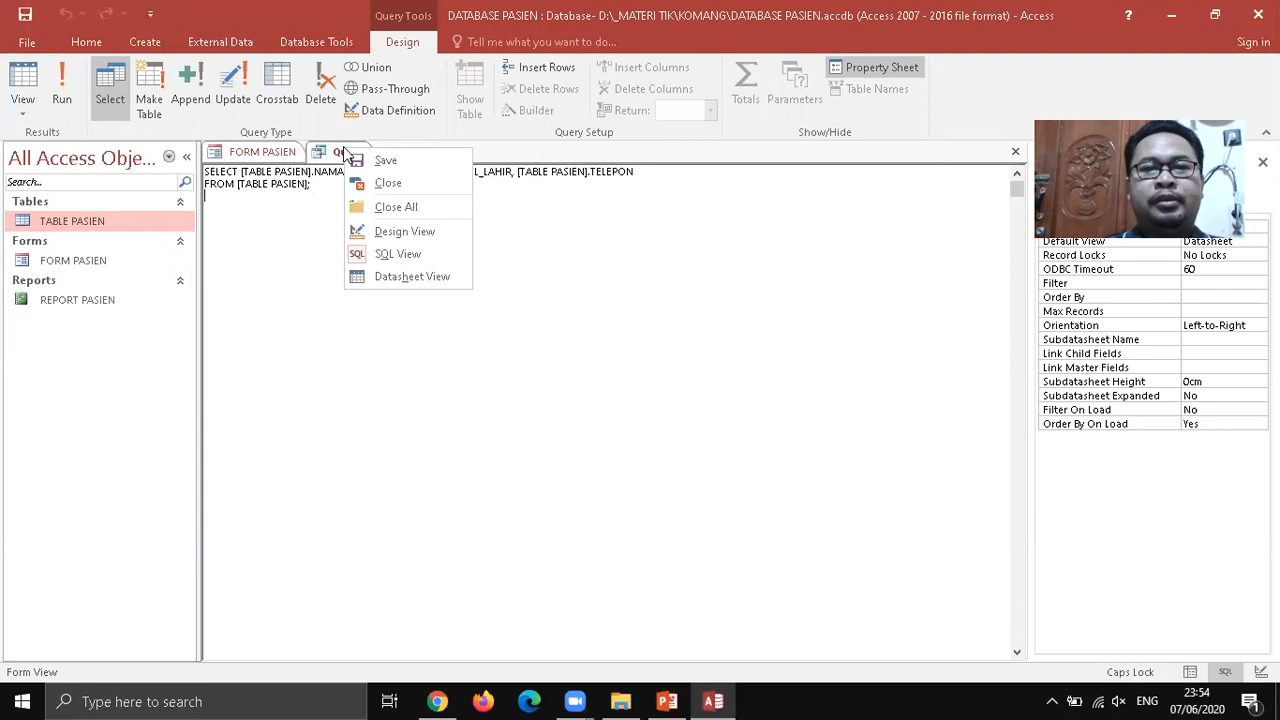 Query Tools
DATABASE PASIEN : Database- D:\_MATERI TIK\KOMANG\DATABASE PASIEN.accdb (Access 2007 - 2016 file format) - Access
File
Home
Create
External Data
Database Tools
Design
Tell me what you want to do...
Sign in
View
Run
Select
Make Table
Append
Update
Crosstab
Delete
Union
Pass-Through
Data Definition
Show Table
Insert Rows
Delete Rows
Builder
Insert Columns
Delete Columns
Return:
Totals
Parameters
Property Sheet
Table Names
Results
Query Type
Query Setup
Show/Hide
All Access Obje...
Search...
Tables
TABLE PASIEN
Forms
FORM PASIEN
Reports
REPORT PASIEN
FORM PASIEN
SELECT [TABLE PASIEN].NAMA L_LAHIR, [TABLE PASIEN].TELEPON
FROM [TABLE PASIEN];
Save
Close
Close All
Design View
SQL SQL View
Datasheet View
Default View Datasheet
Record Locks No Locks
ODBC Timeout 60
Filter
Order By
Max Records
Orientation Left-to-Right
Subdatasheet Name
Link Child Fields
Link Master Fields
Subdatasheet Height 0cm
Subdatasheet Expanded No
Filter On Load No
Order By On Load Yes
Form View
Caps Lock
SQL
Type here to search
ENG
23:54
07/06/2020
1